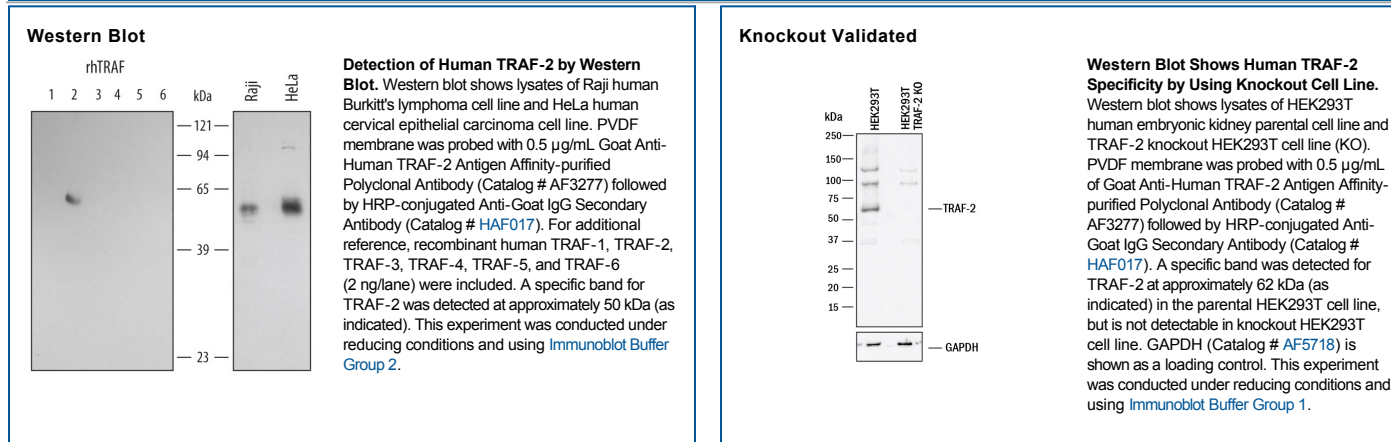 Western Blot
rhTRAF
1 2 3 4 5 6 kDa Raji HeLa
121
94
65
39
23
Detection of Human TRAF-2 by Western
Blot. Western blot shows lysates of Raji human
Burkitt's lymphoma cell line and HeLa human
cervical epithelial carcinoma cell line. PVDF
membrane was probed with 0.5 µg/mL Goat Anti-
Human TRAF-2 Antigen Affinity-purified
Polyclonal Antibody (Catalog # AF3277) followed
by HRP-conjugated Anti-Goat IgG Secondary
Antibody (Catalog # HAF017). For additional
reference, recombinant human TRAF-1, TRAF-2,
TRAF-3, TRAF-4, TRAF-5, and TRAF-6
(2 ng/lane) were included. A specific band for
TRAF-2 was detected at approximately 50 kDa (as
indicated). This experiment was conducted under
reducing conditions and using Immunoblot Buffer
Group 2.
Knockout Validated
kDa
HEK293T
HEK293T
TRAF-2 KO
250
150
100
75
50
37
25
20
15
TRAF-2
GAPDH
Western Blot Shows Human TRAF-2
Specificity by Using Knockout Cell Line.
Western blot shows lysates of HEK293T
human embryonic kidney parental cell line and
TRAF-2 knockout HEK293T cell line (KO).
PVDF membrane was probed with 0.5 µg/mL
of Goat Anti-Human TRAF-2 Antigen Affinity-
purified Polyclonal Antibody (Catalog #
AF3277) followed by HRP-conjugated Anti-
Goat IgG Secondary Antibody (Catalog #
HAF017). A specific band was detected for
TRAF-2 at approximately 62 kDa (as
indicated) in the parental HEK293T cell line,
but is not detectable in knockout HEK293T
cell line. GAPDH (Catalog # AF5718) is
shown as a loading control. This experiment
was conducted under reducing conditions and
using Immunoblot Buffer Group 1.